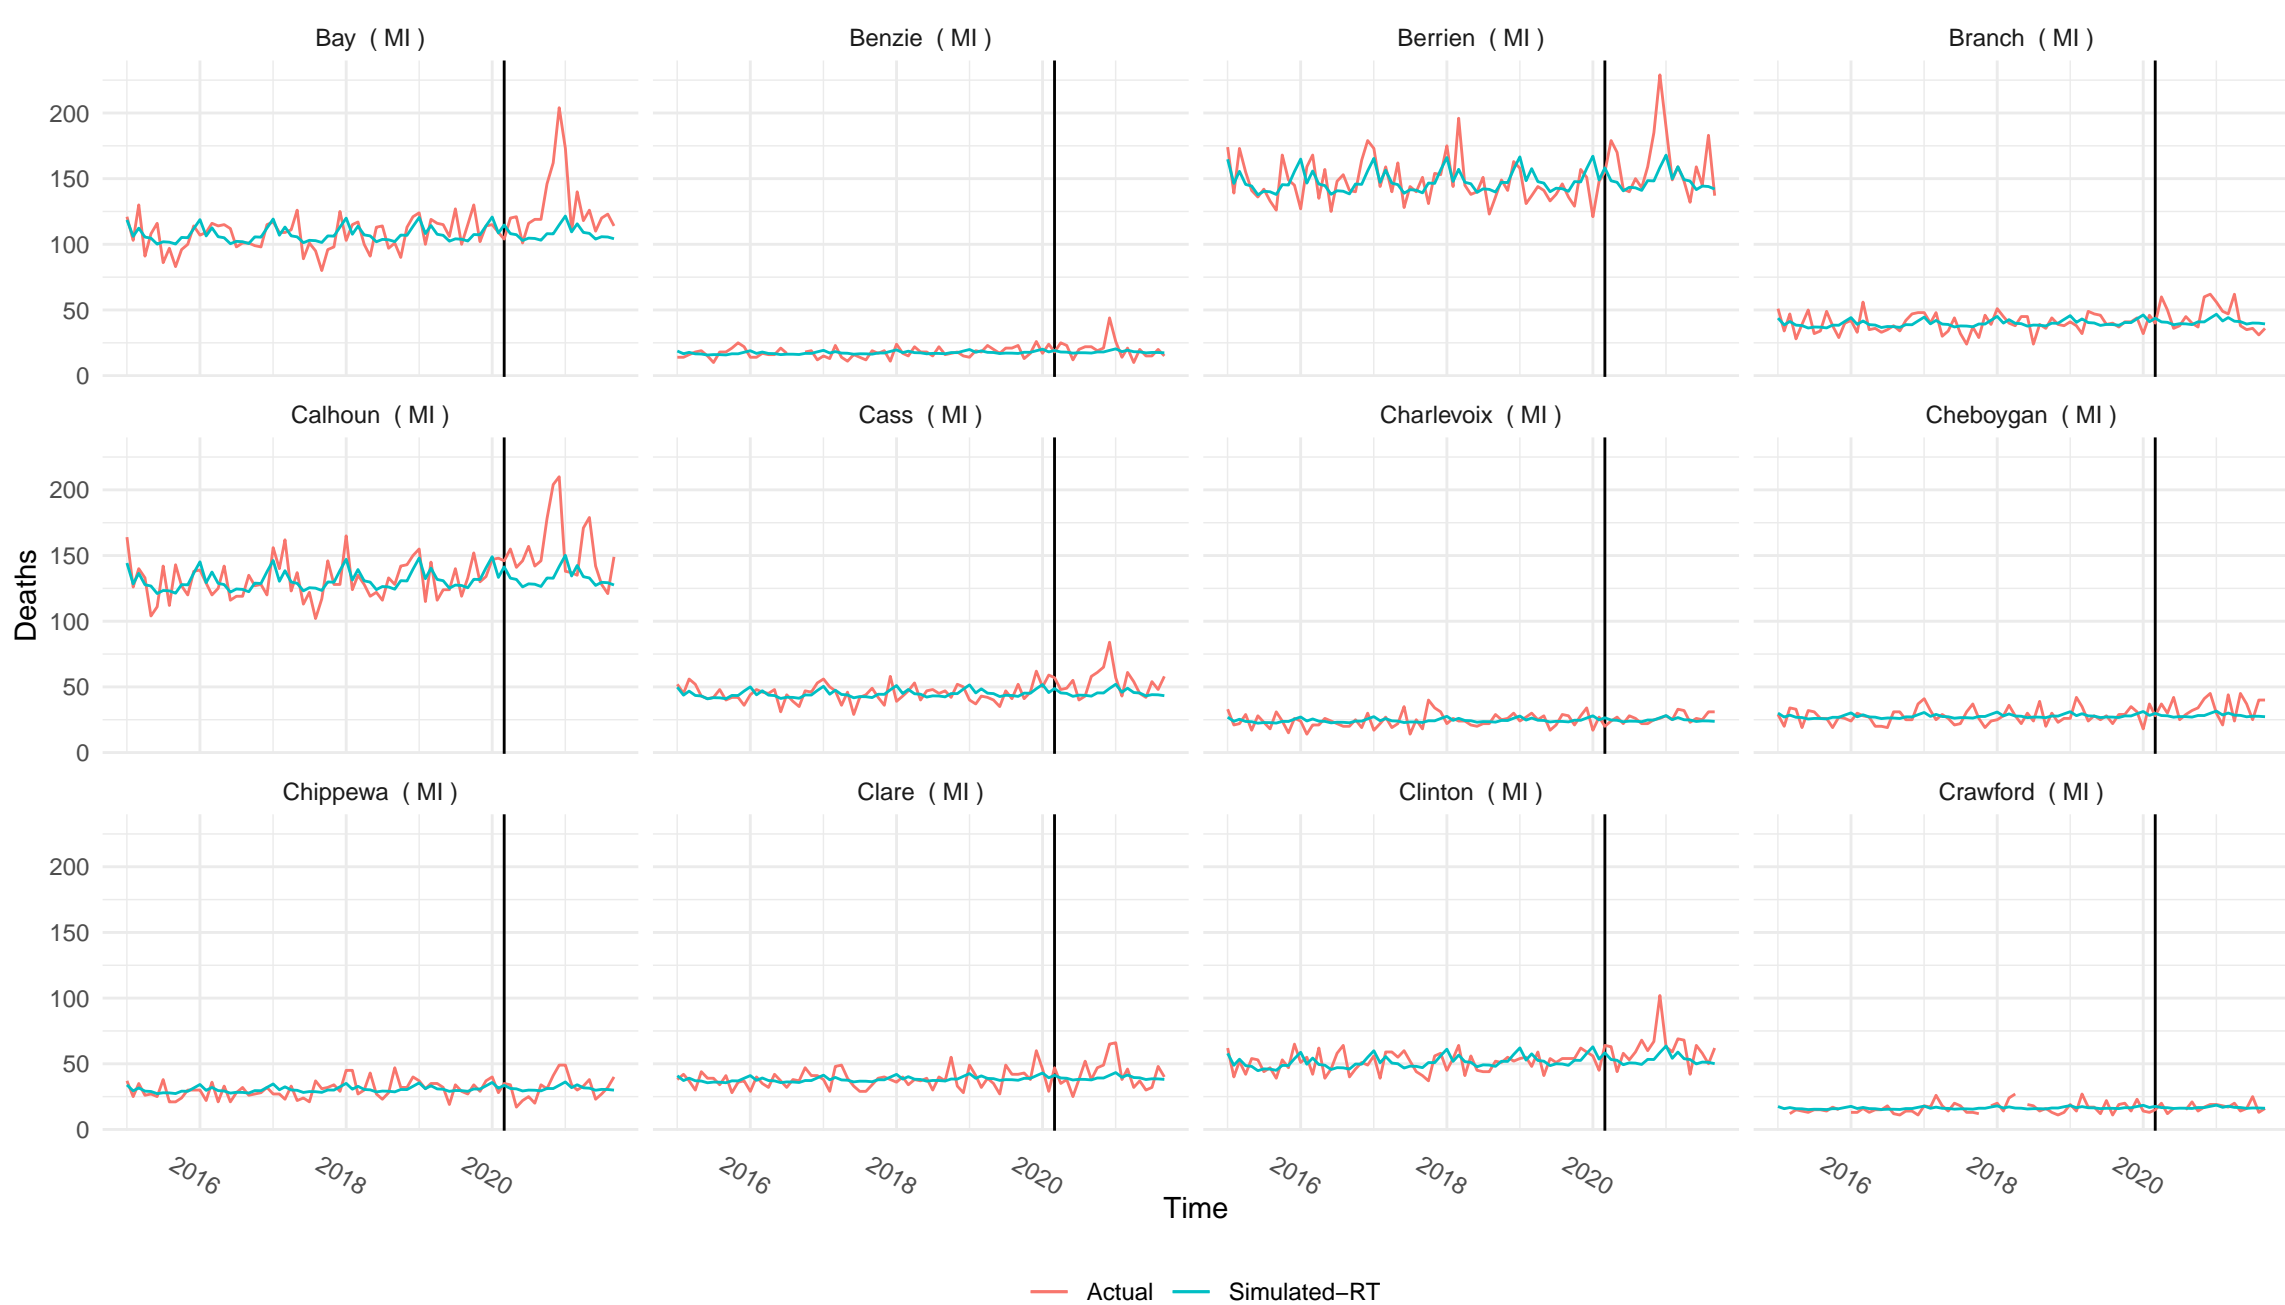 Bay ( MI )
Benzie ( MI )
Berrien ( MI )
Branch ( MI )
200
150
100
50
0
Calhoun ( MI )
Cass ( MI )
Charlevoix ( MI )
Cheboygan ( MI )
200
150
100
50
0
Deaths
Chippewa ( MI )
Clare ( MI )
Clinton ( MI )
Crawford ( MI )
200
150
100
50
0
2016 2018 2020
2016 2018 2020
2016 2018 2020
2016 2018 2020
Time
Actual Simulated−RT